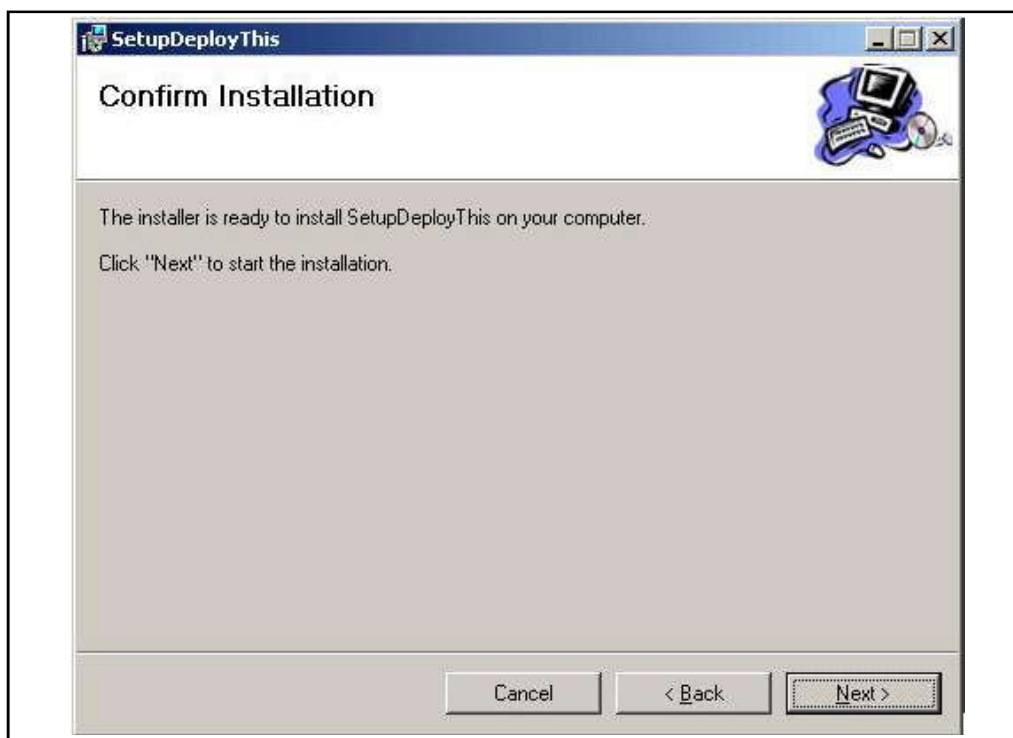 SetupDeployThis
Confirm Installation
The installer is ready to install SetupDeployThis on your computer.
Click "Next" to start the installation.
Cancel
< Back
Next >